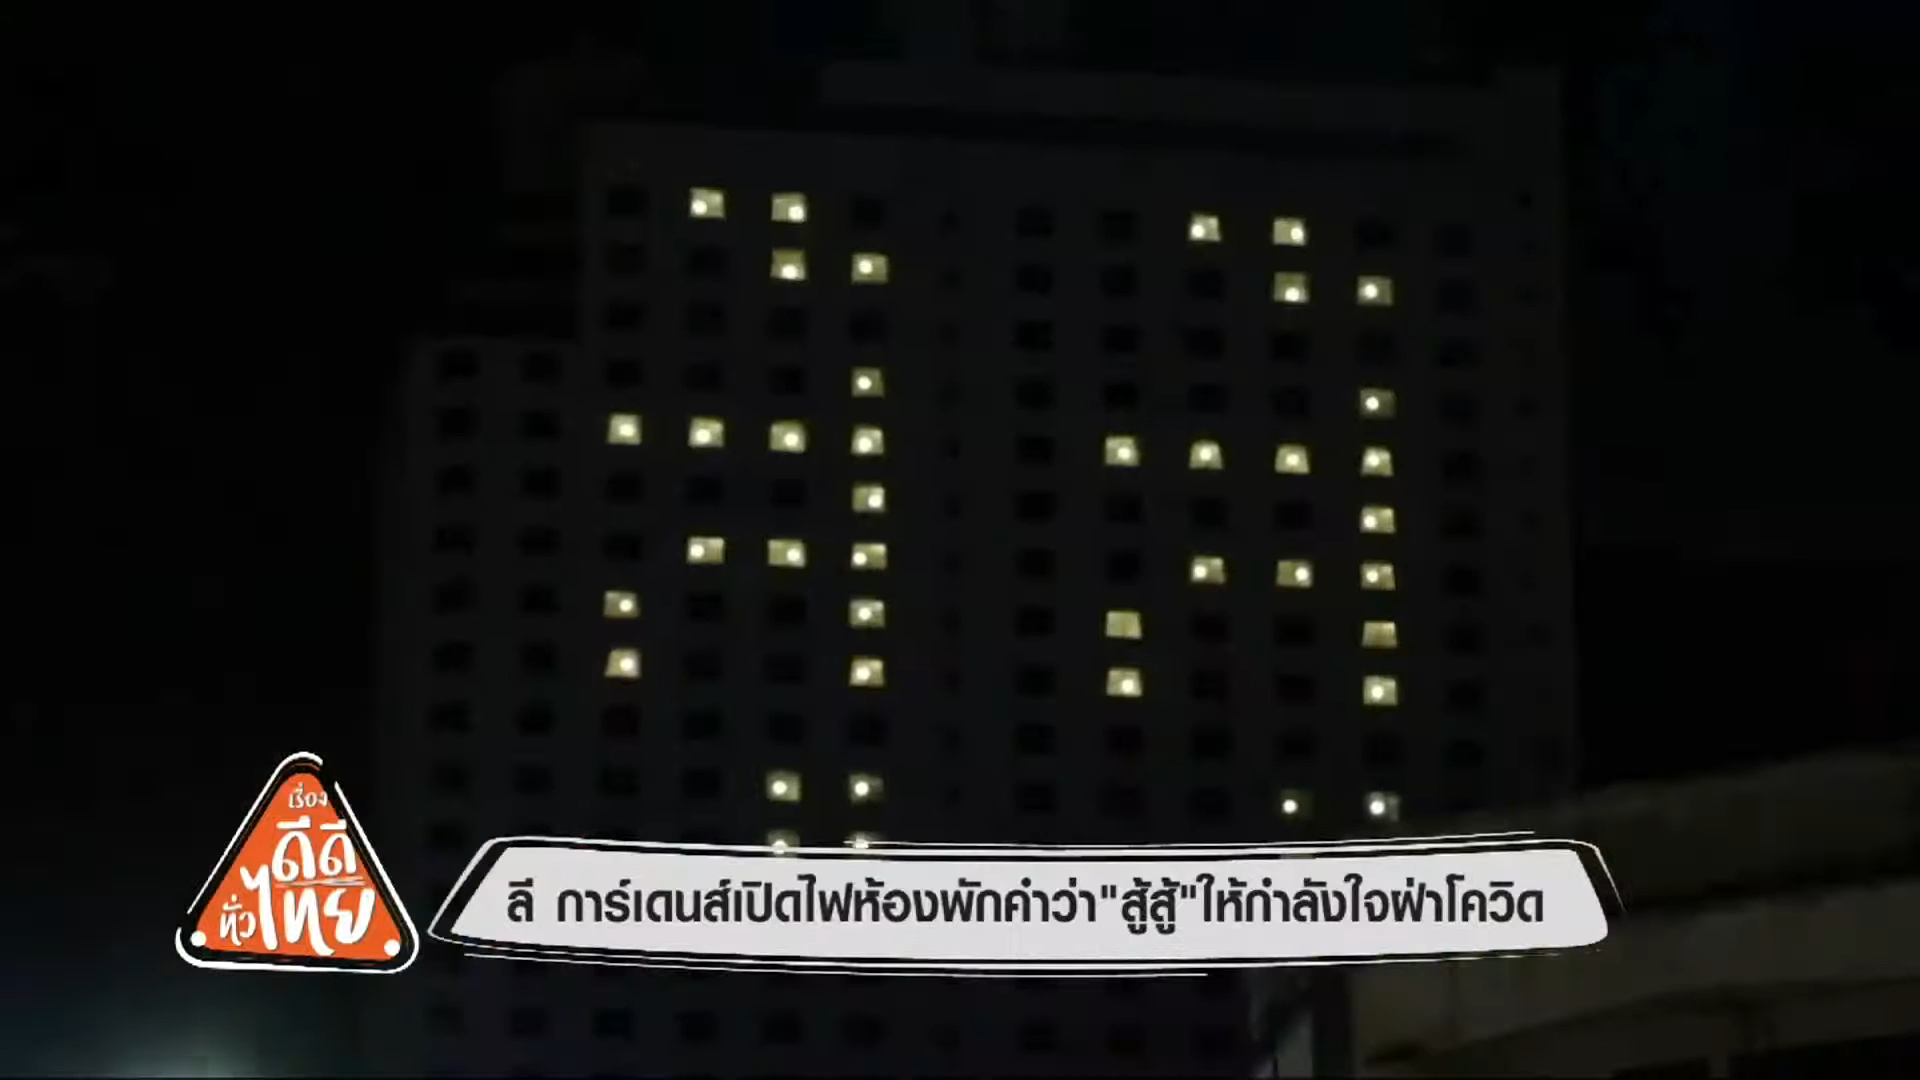 สู้สู้
เรื่อง
ดีดี
ทั่วไทย
ลี การ์เดนส์เปิดไฟห้องพักคำว่า"สู้สู้"ให้กำลังใจฝ่าโควิด